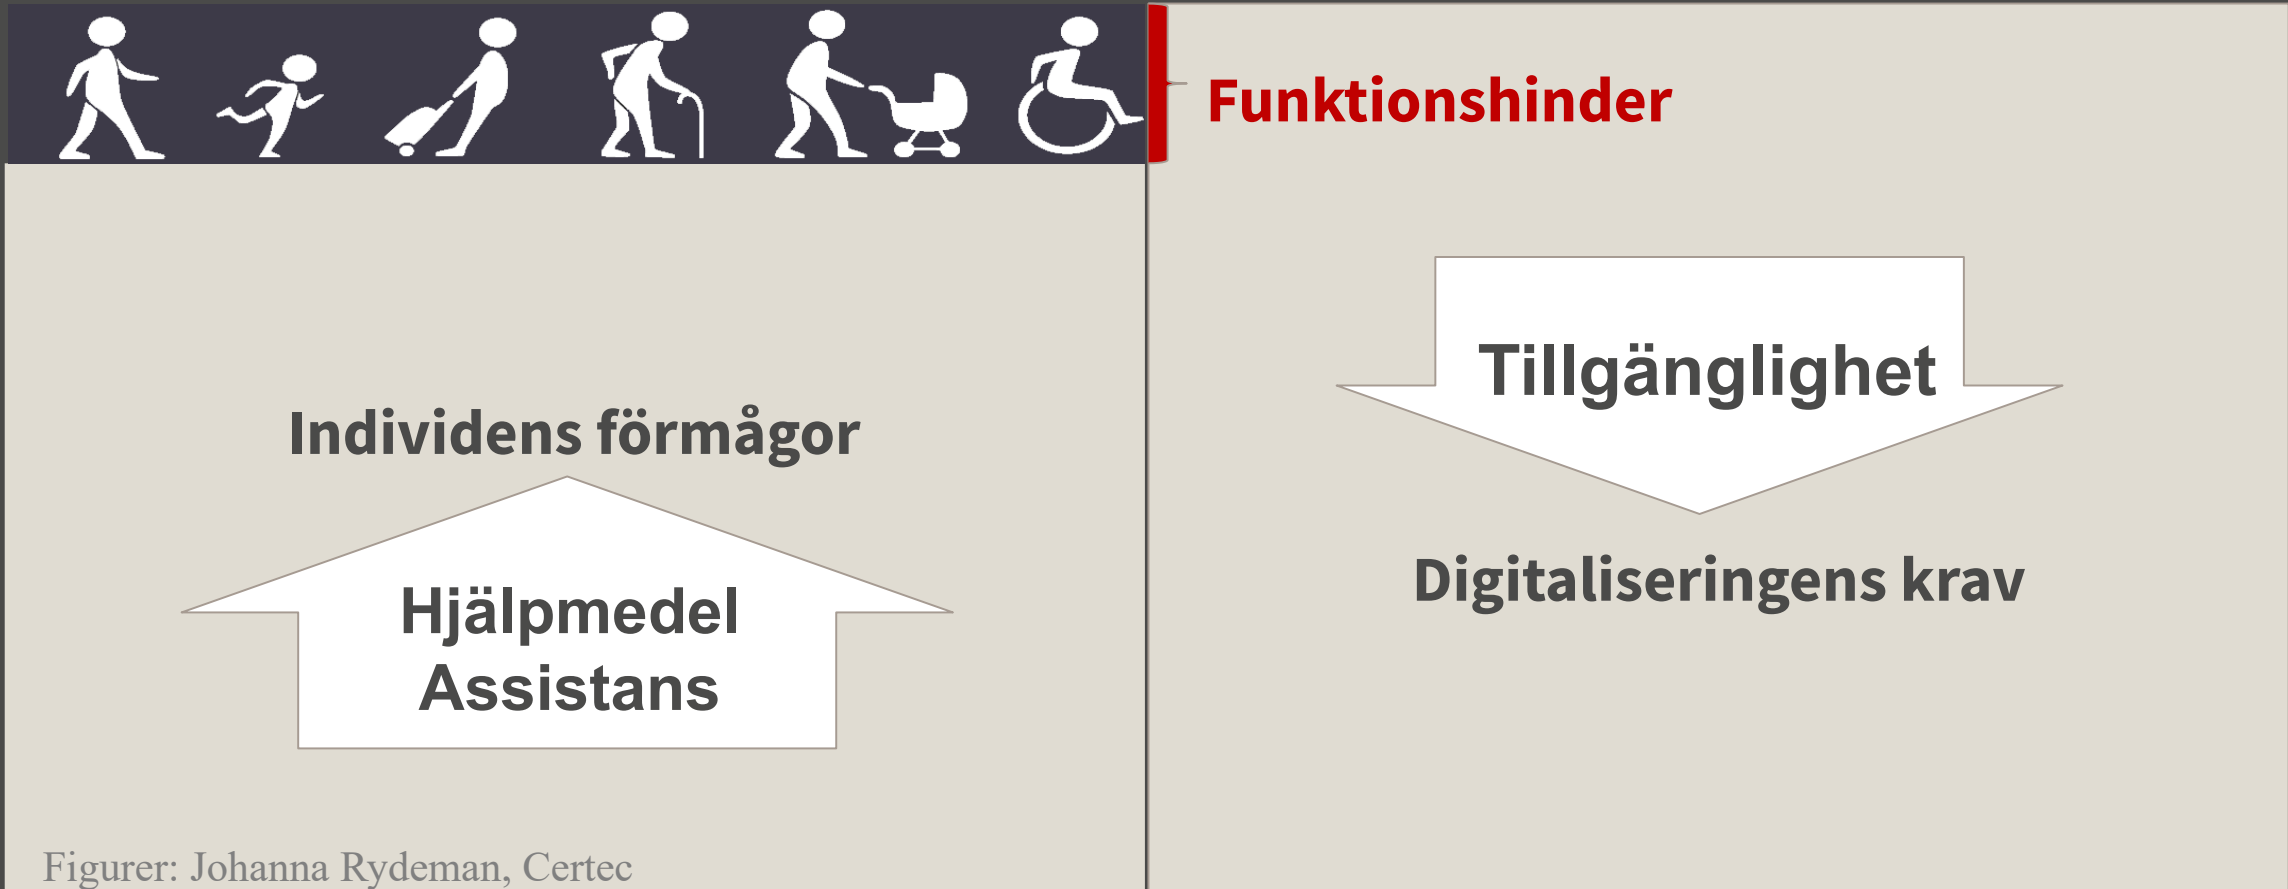 Funktionshinder
Individens förmågor
Hjälpmedel
Assistans
Tillgänglighet
Digitaliseringens krav
Figurer: Johanna Rydeman, Certec